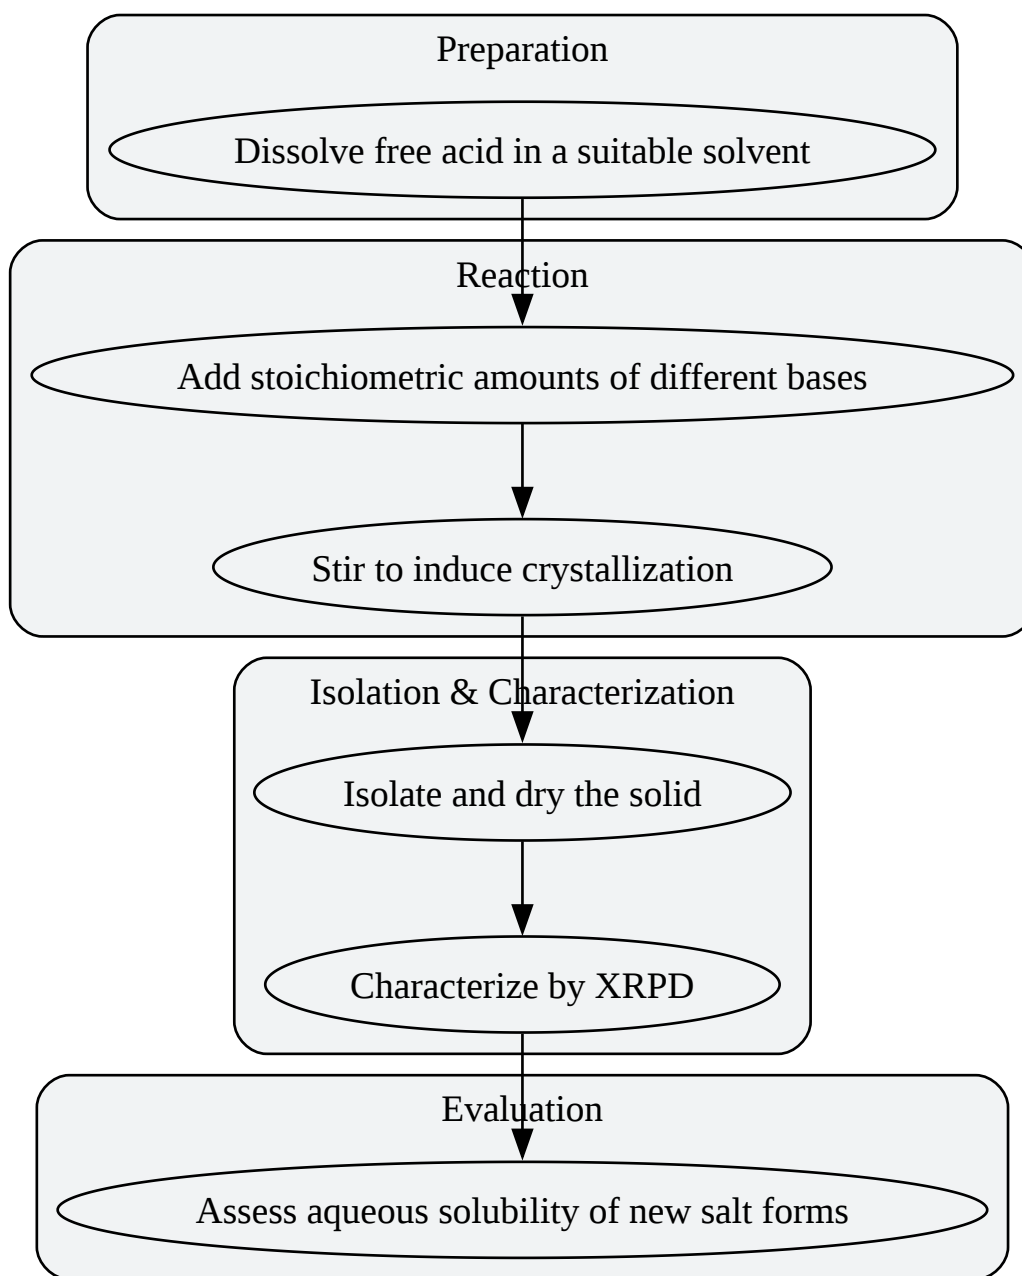 Preparation
Dissolve free acid in a suitable solvent
Reaction
Add stoichiometric amounts of different bases
Stir to induce crystallization
Isolation & Characterization
Isolate and dry the solid
Characterize by XRPD
Evaluation
Assess aqueous solubility of new salt forms